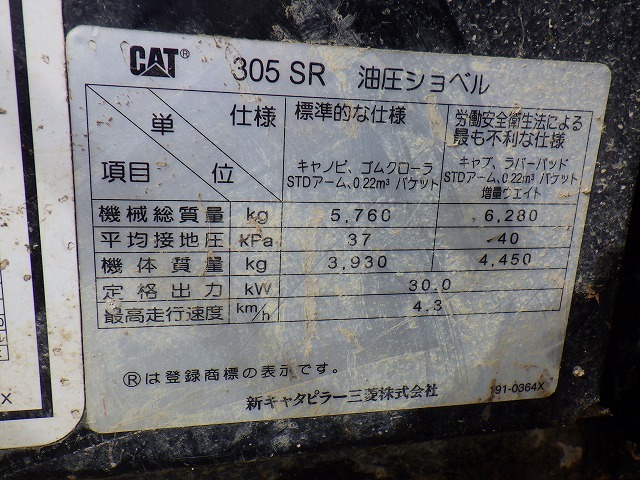 CAT® 305 SR 油圧ショベル
単位 仕様 標準的な仕様 労働安全衛生法による最も不利な仕様
項目 キャノピ、ゴムクローラ キャブ、ラバーパッド
STDアーム、0.22m³ バケット STDアーム、0.22m³ バケット
増量ウエイト
機械総質量 kg 5,760 6,280
平均接地圧 kPa 37 40
機体質量 kg 3,930 4,450
定格出力 kW 30.0
最高走行速度 km/h 4.3
®は登録商標の表示です。
新キャタピラー三菱株式会社 191-0364X
X